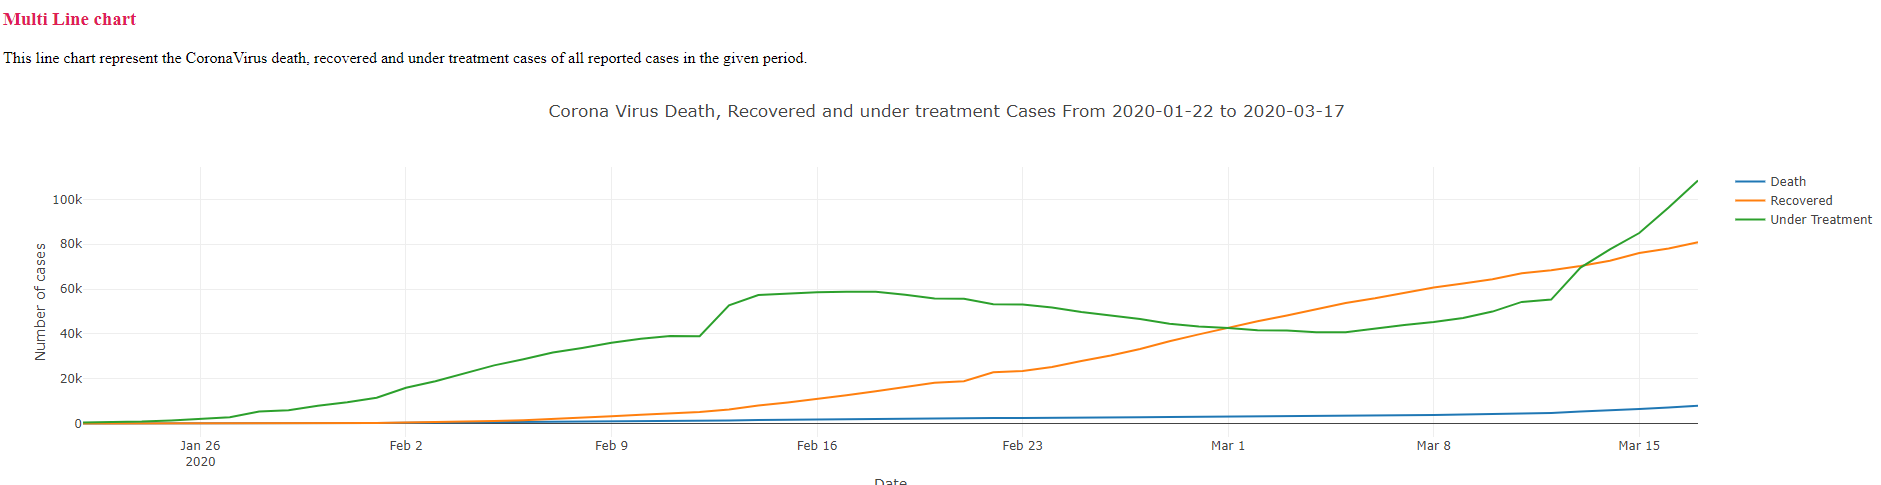 Multi Line chart
This line chart represent the CoronaVirus death, recovered and under treatment cases of all reported cases in the given period.
Corona Virus Death, Recovered and under treatment Cases From 2020-01-22 to 2020-03-17
Death
Recovered
Under Treatment
Number of cases
100k
80k
60k
40k
20k
0
Jan 26 Feb 2 Feb 9 Feb 16 Feb 23 Mar 1 Mar 8 Mar 15
2020
Date